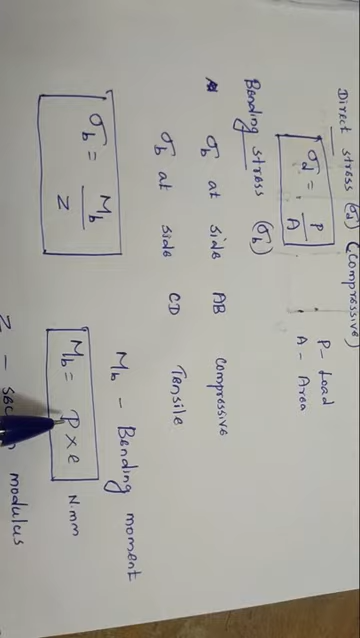 Direct stress (σd) (compressive)
σd = P / A
P - Load
A - Area
Bending stress (σb)
σb at side AB compressive
σb at side CD Tensile
σb = Mb / Z
Mb - Bending moment
Mb = P × e N.mm
Z - modulus